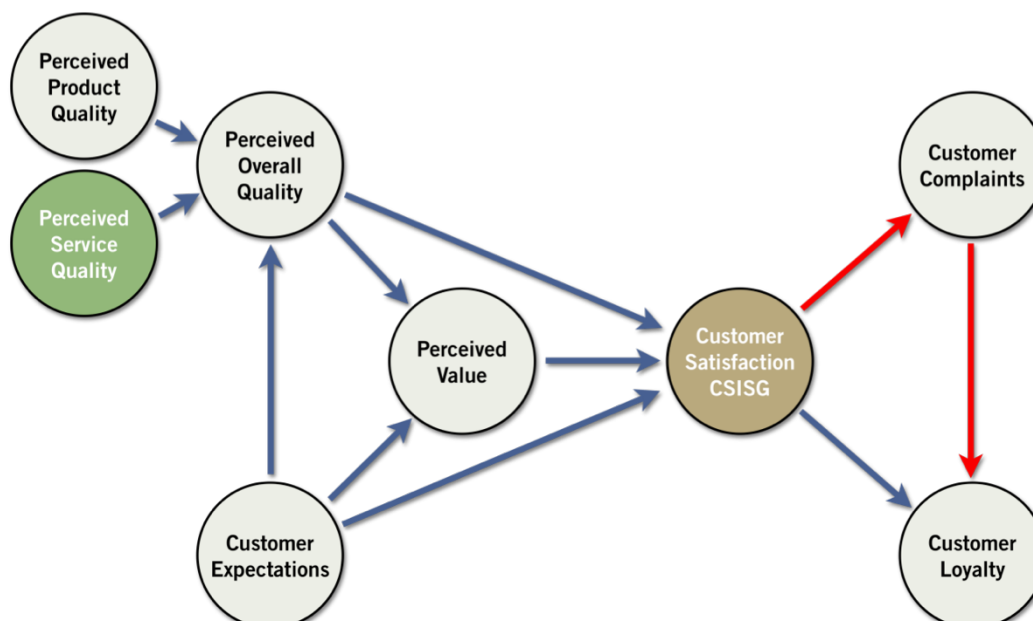 Perceived
Product
Quality
Perceived
Service
Quality
Perceived
Overall
Quality
Perceived
Value
Customer
Expectations
Customer
Satisfaction
CSISG
Customer
Complaints
Customer
Loyalty